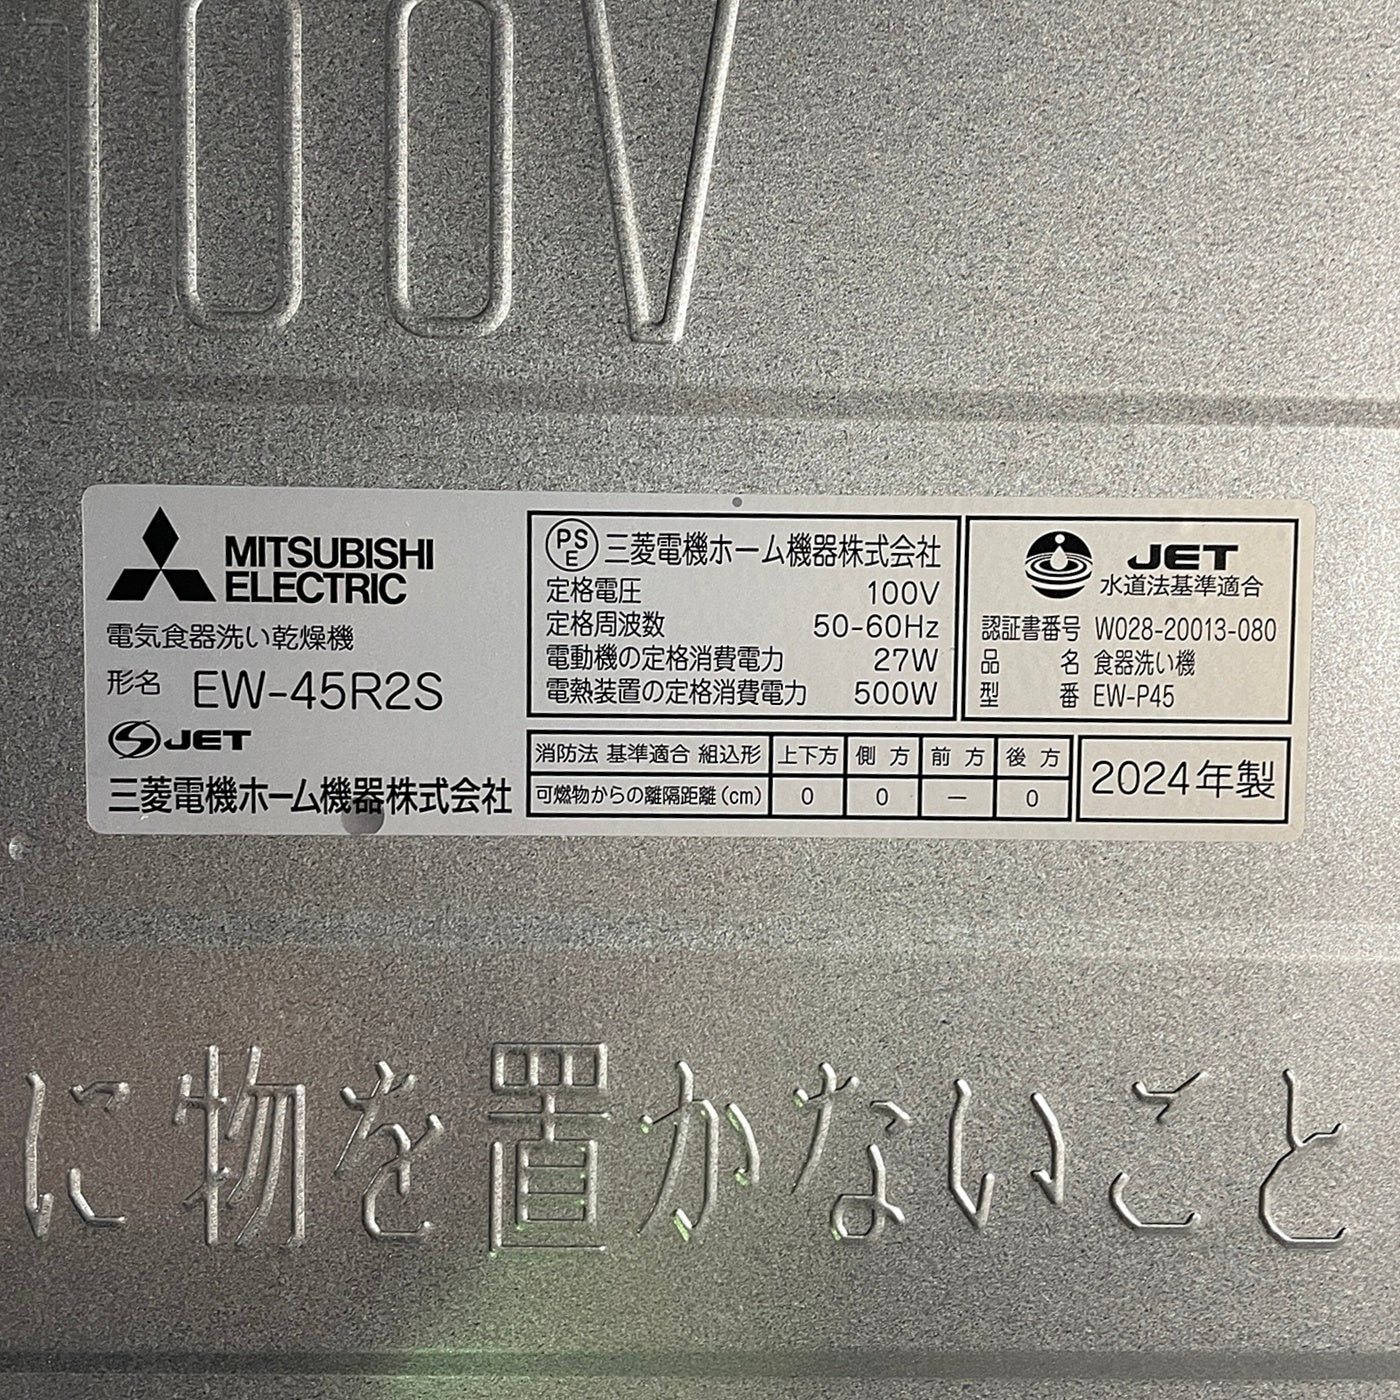 100V
MITSUBISHI
ELECTRIC
電気食器洗い乾燥機
形名 EW-45R2S
S JET
三菱電機ホーム機器株式会社
PS
E 三菱電機ホーム機器株式会社
定格電圧 100V
定格周波数 50-60Hz
電動機の定格消費電力 27W
電熱装置の定格消費電力 500W
JET
水道法基準適合
認証書番号 W028-20013-080
品名 食器洗い機
型番 EW-P45
消防法 基準適合 組込形 上下方 側方 前方 後方
可燃物からの離隔距離(cm) 0 0 — 0
2024年製
に物を置かないこと